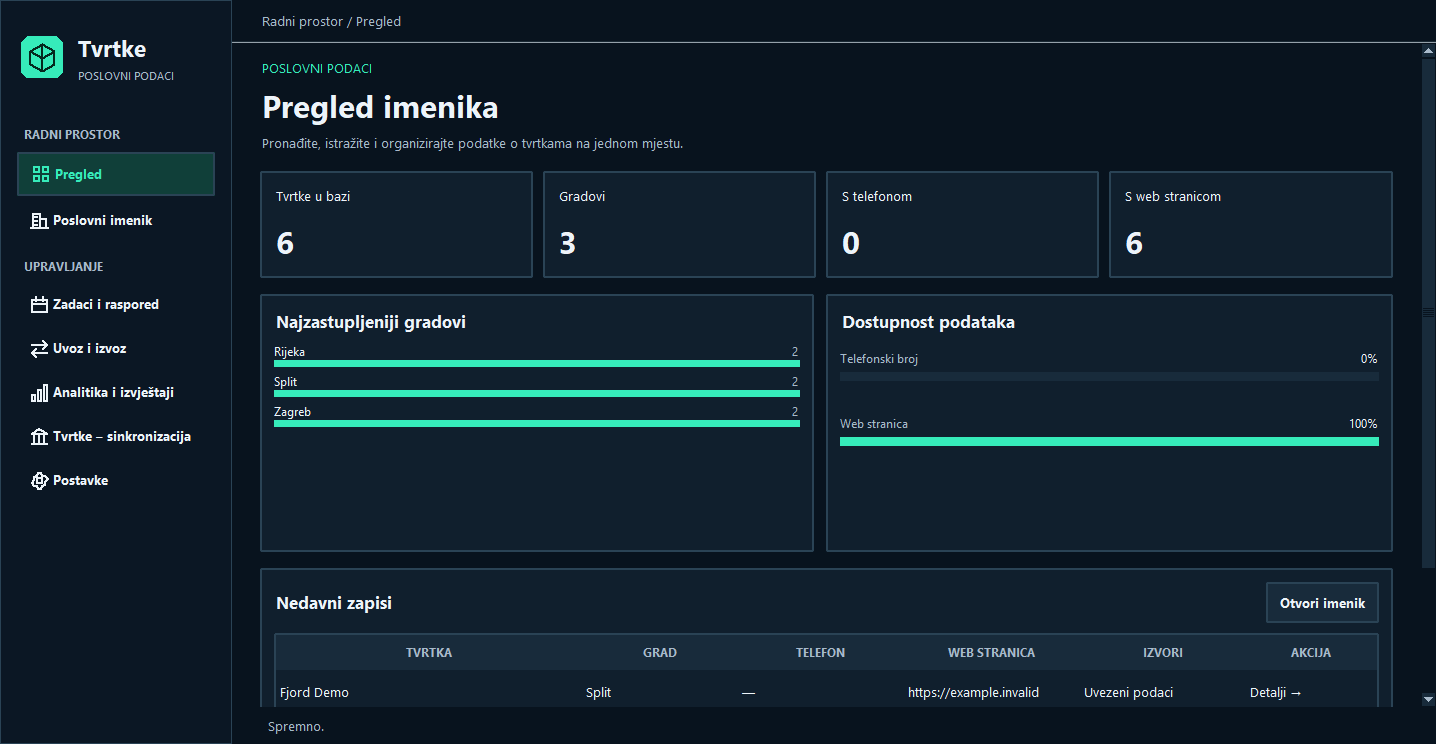 Tvrtke
POSLOVNI PODACI
RADNI PROSTOR
Pregled
Poslovni imenik
UPRAVLJANJE
Zadaci i raspored
Uvoz i izvoz
Analitika i izvještaji
Tvrtke – sinkronizacija
Postavke
Radni prostor / Pregled
POSLOVNI PODACI
Pregled imenika
Pronađite, istražite i organizirajte podatke o tvrtkama na jednom mjestu.
Tvrtke u bazi
6
Gradovi
3
S telefonom
0
S web stranicom
6
Najzastupljeniji gradovi
Rijeka 2
Split 2
Zagreb 2
Dostupnost podataka
Telefonski broj 0%
Web stranica 100%
Nedavni zapisi
Otvori imenik
TVRTKA GRAD TELEFON WEB STRANICA IZVORI AKCIJA
Fjord Demo Split — https://example.invalid Uvezeni podaci Detalji →
Spremno.